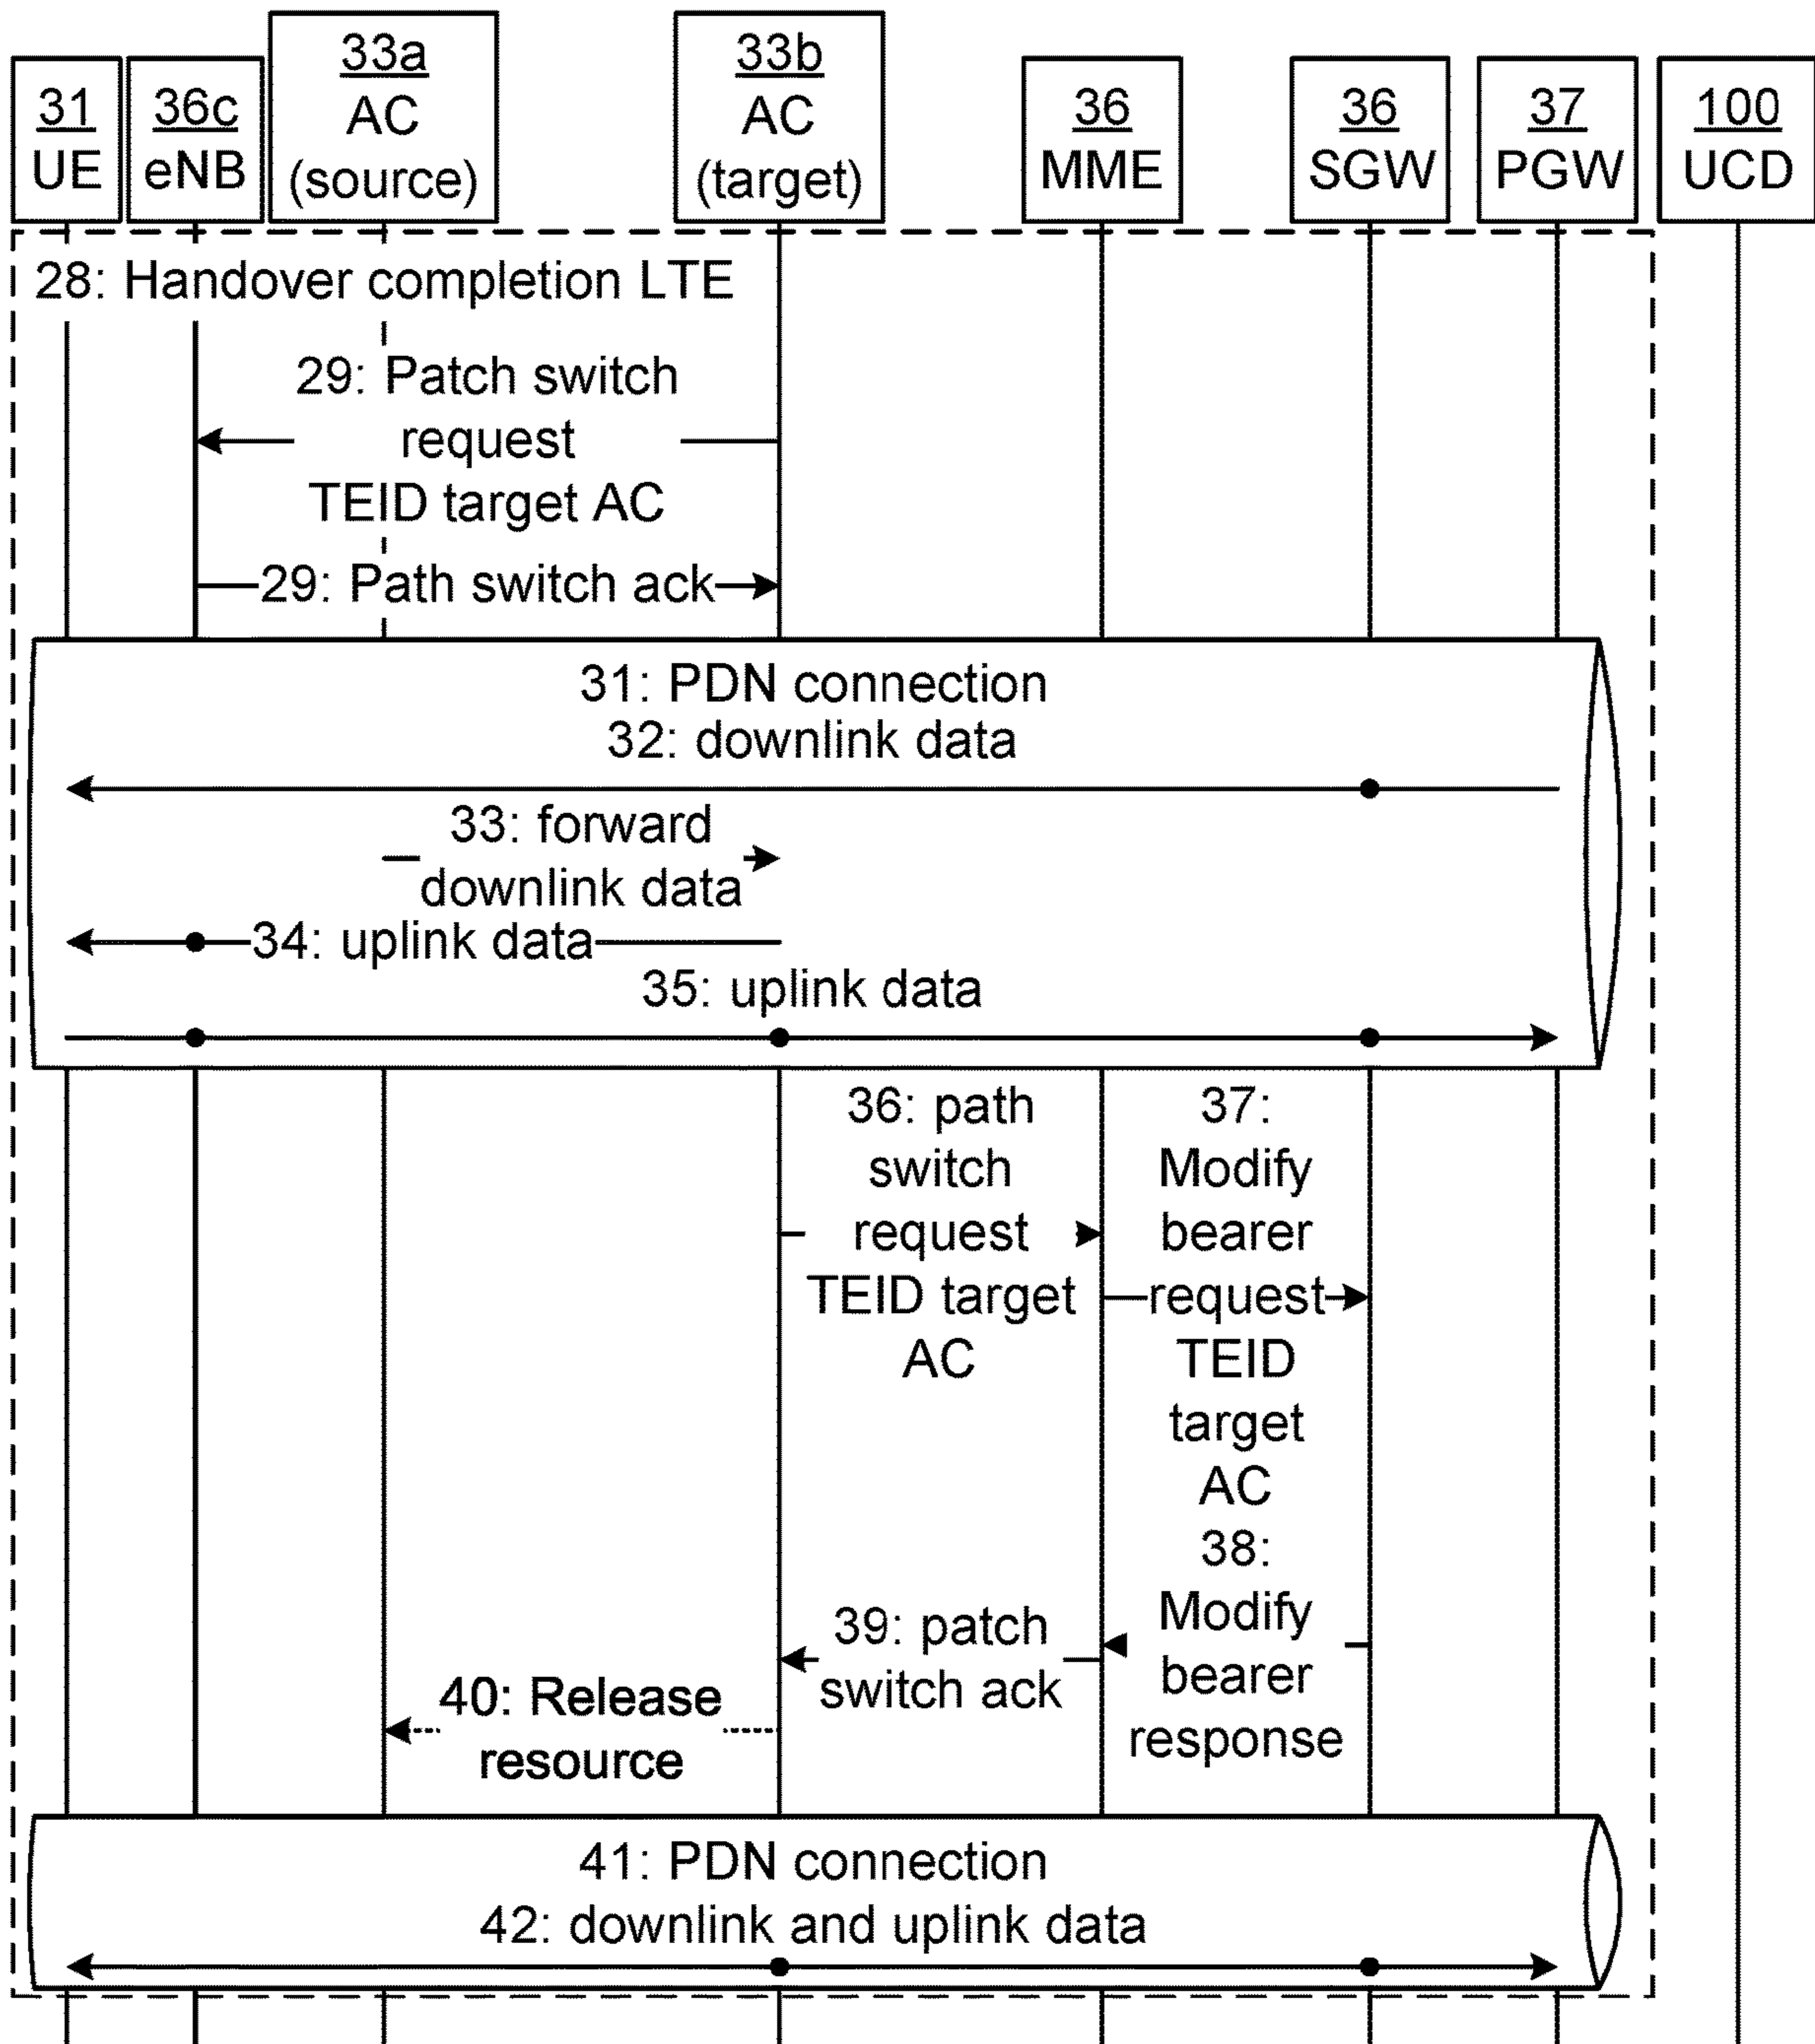 31
UE
36c
eNB
33a
AC
(source)
33b
AC
(target)
36
MME
36
SGW
37
PGW
100
UCD
28: Handover completion LTE
29: Patch switch
request
TEID target AC
29: Path switch ack
31: PDN connection
32: downlink data
33: forward
downlink data
34: uplink data
35: uplink data
36: path
switch
request
TEID target
AC
37:
Modify
bearer
request
TEID
target
AC
38:
Modify
bearer
response
39: patch
switch ack
40: Release
resource
41: PDN connection
42: downlink and uplink data